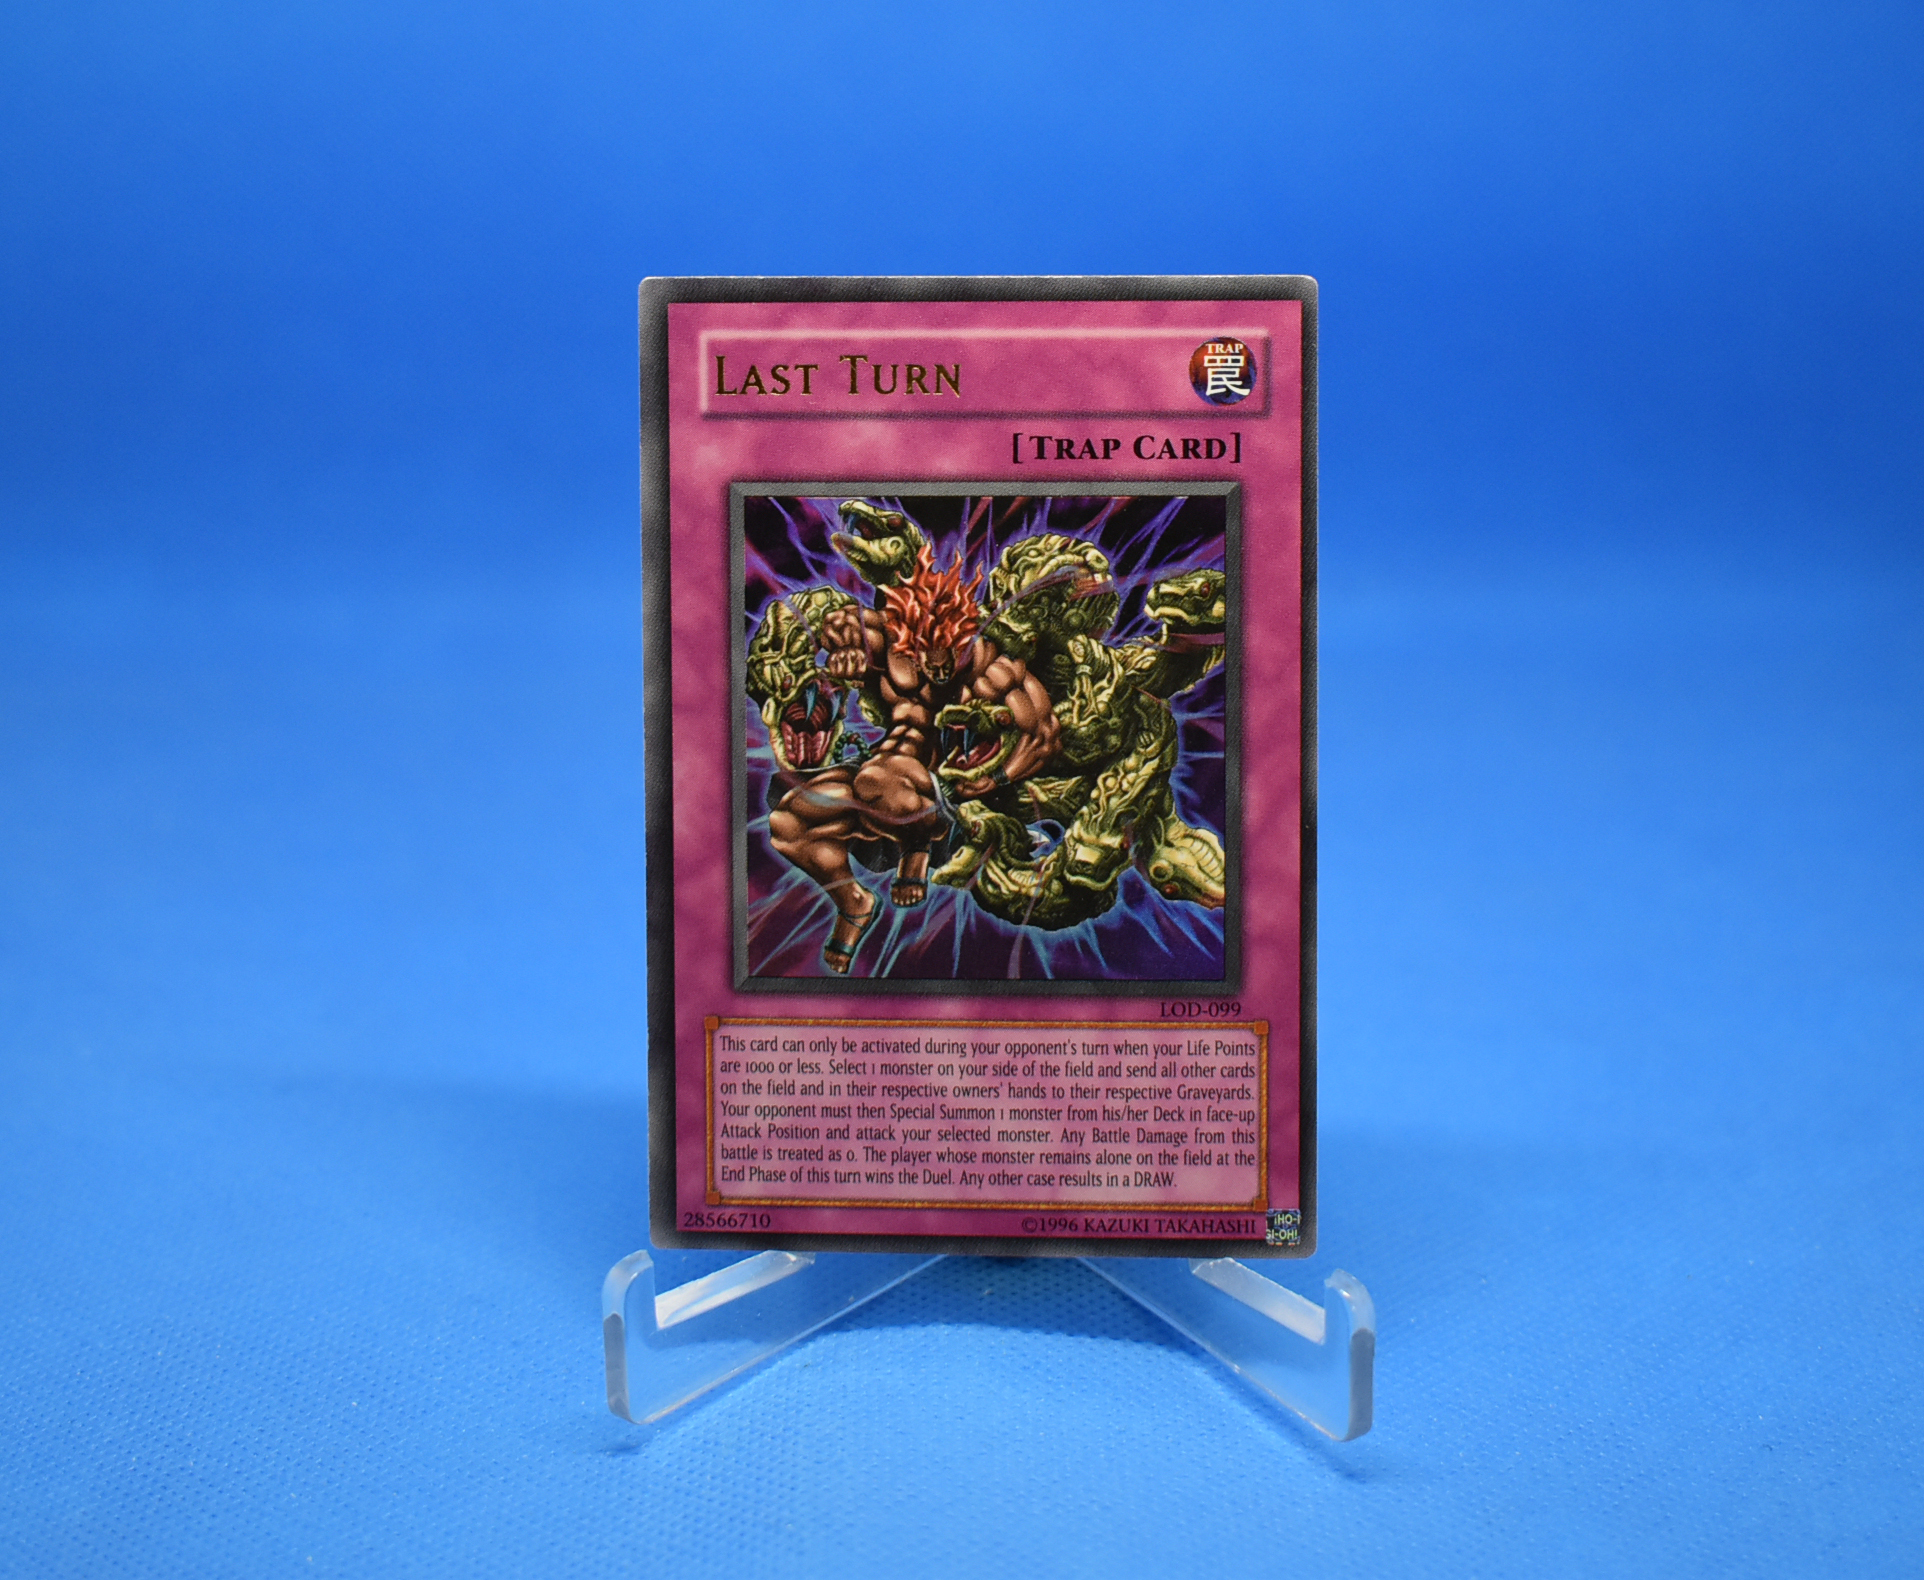 LAST TURN
TRAP
罠
[TRAP CARD]
LOD-099
This card can only be activated during your opponent's turn when your Life Points
are 1000 or less. Select 1 monster on your side of the field and send all other cards
on the field and in their respective owners' hands to their respective Graveyards.
Your opponent must then Special Summon 1 monster from his/her Deck in face-up
Attack Position and attack your selected monster. Any Battle Damage from this
battle is treated as 0. The player whose monster remains alone on the field at the
End Phase of this turn wins the Duel. Any other case results in a DRAW.
28566710
©1996 KAZUKI TAKAHASHI
GI-OH!